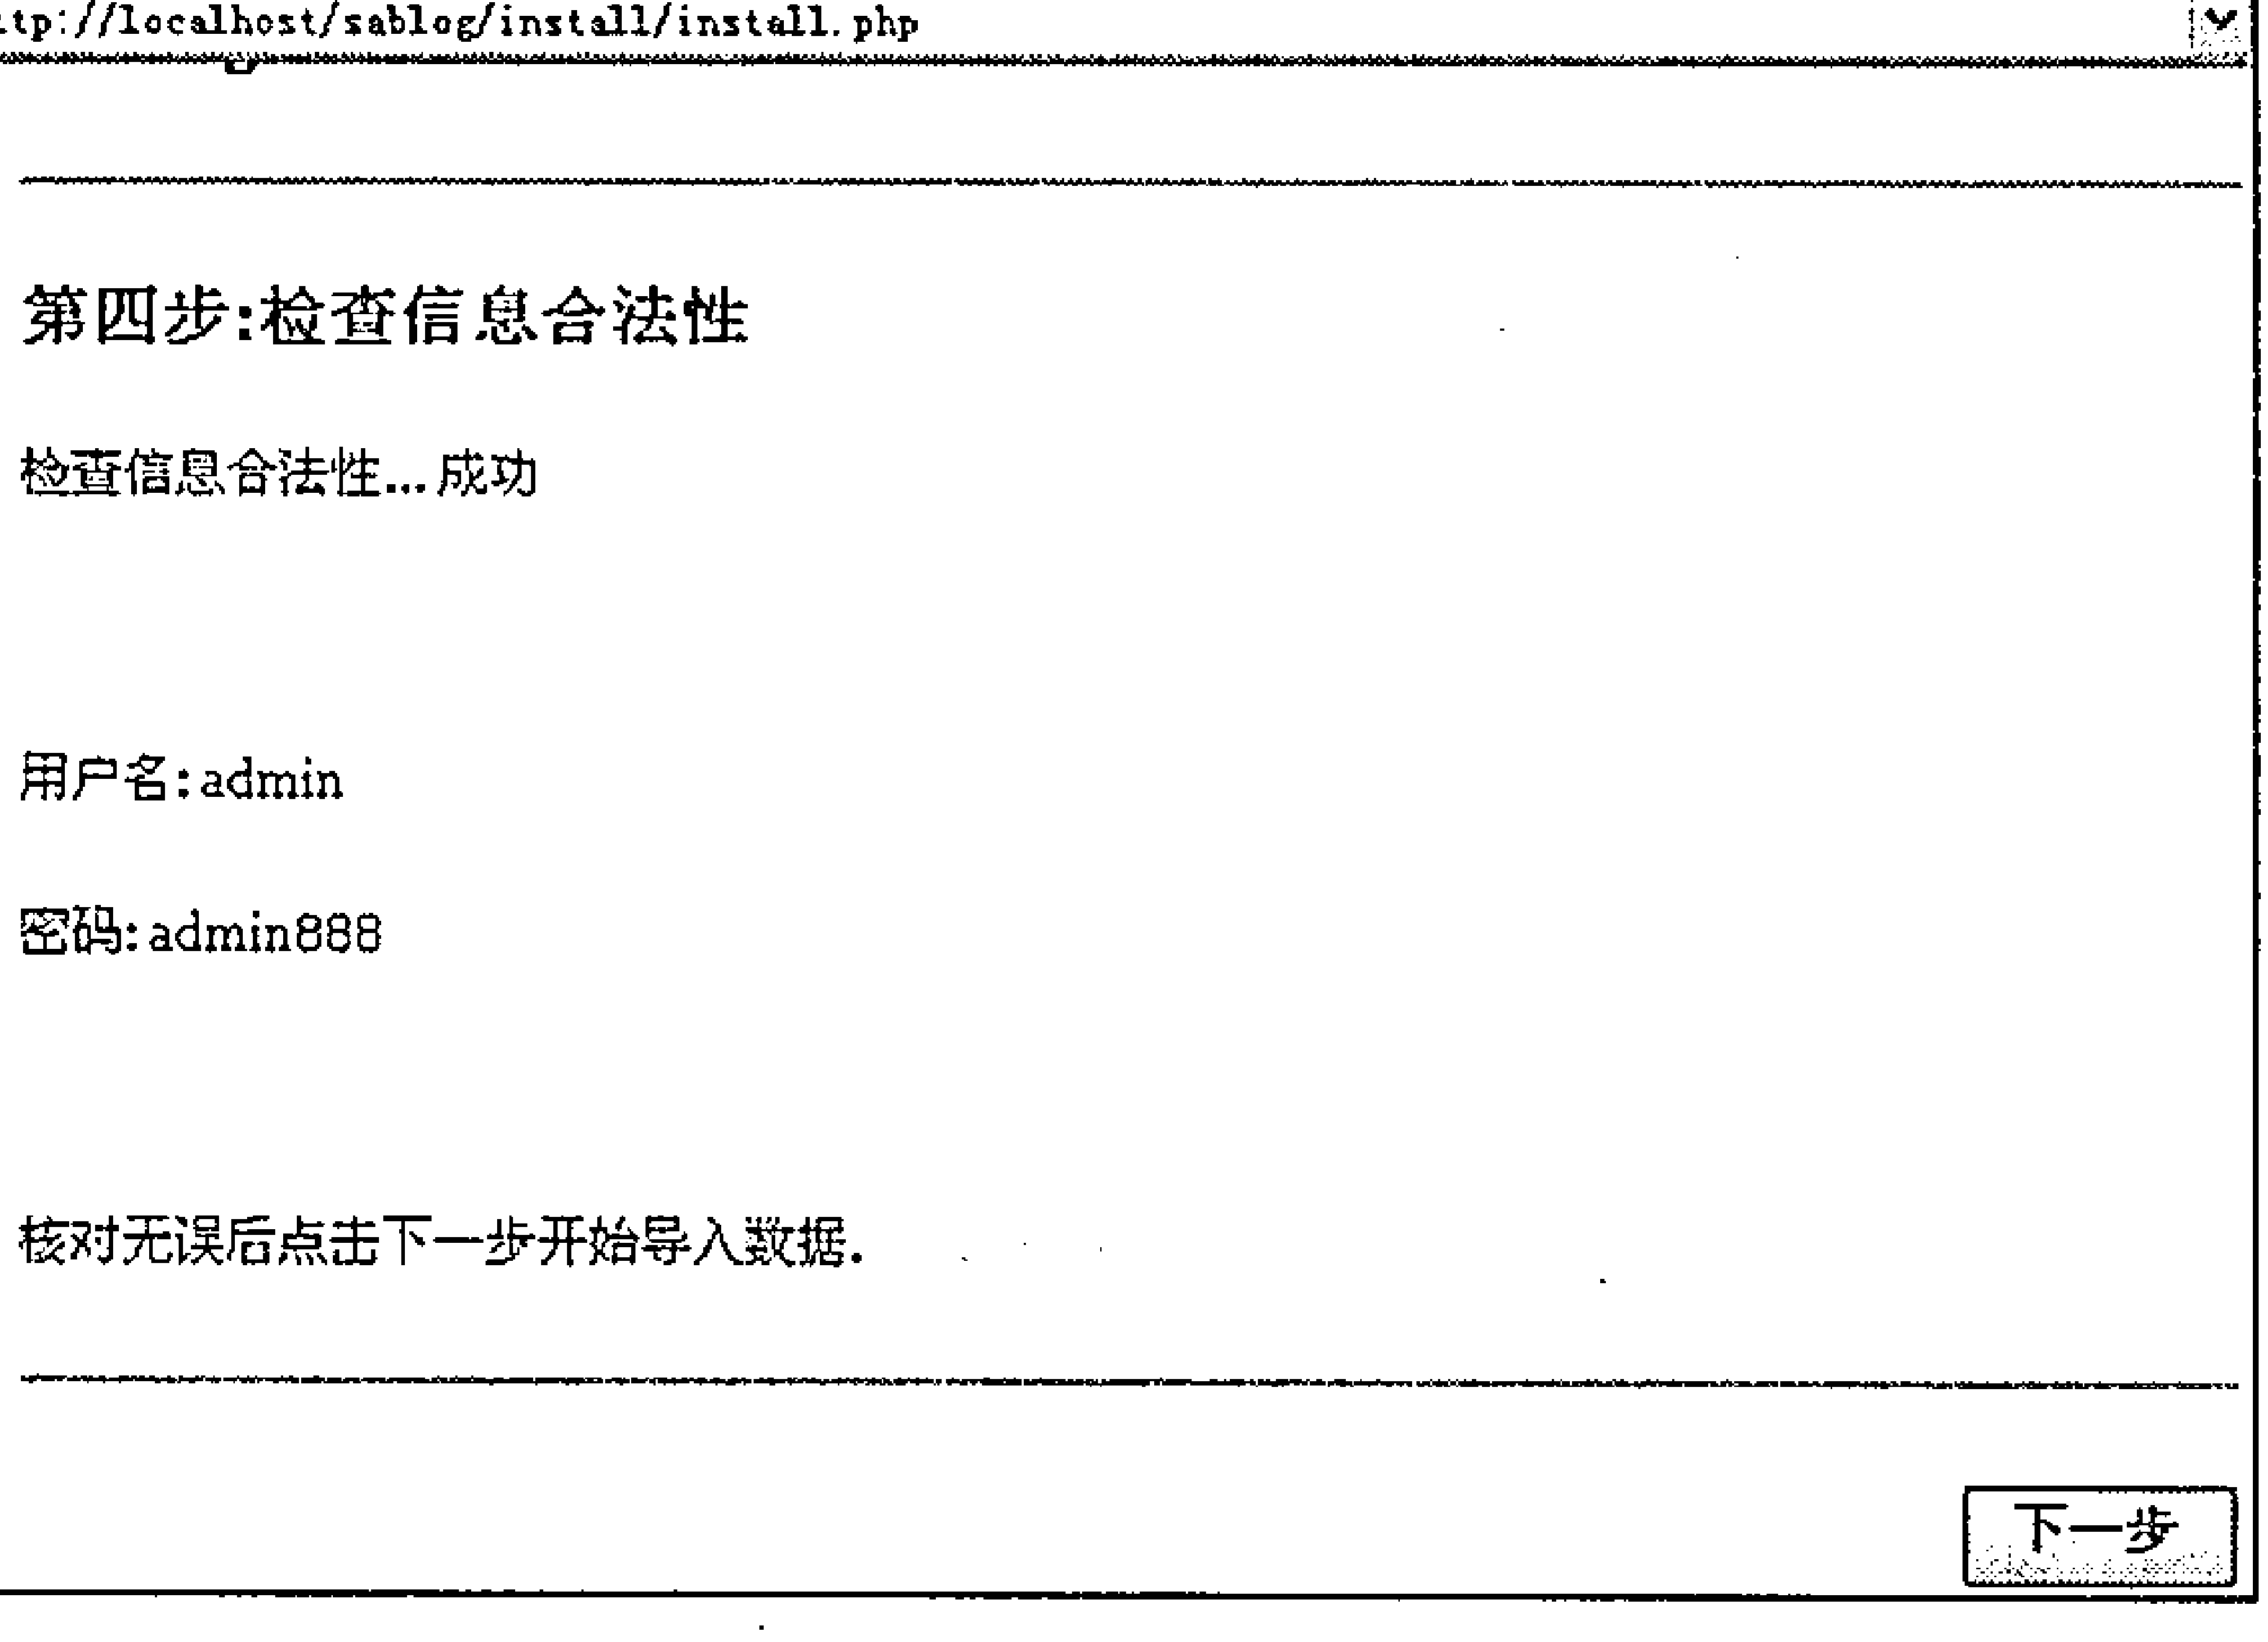 tp://localhost/sablog/install/install.php
第四步:检查信息合法性
检查信息合法性...成功
用户名:admin
密码:admin888
核对无误后点击下一步开始导入数据.
下一步